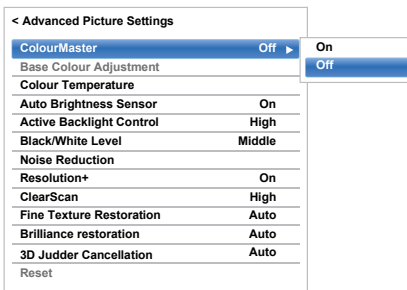 < Advanced Picture Settings
ColourMaster Off
On
Off
Base Colour Adjustment
Colour Temperature
Auto Brightness Sensor On
Active Backlight Control High
Black/White Level Middle
Noise Reduction
Resolution+ On
ClearScan High
Fine Texture Restoration Auto
Brilliance restoration Auto
3D Judder Cancellation Auto
Reset